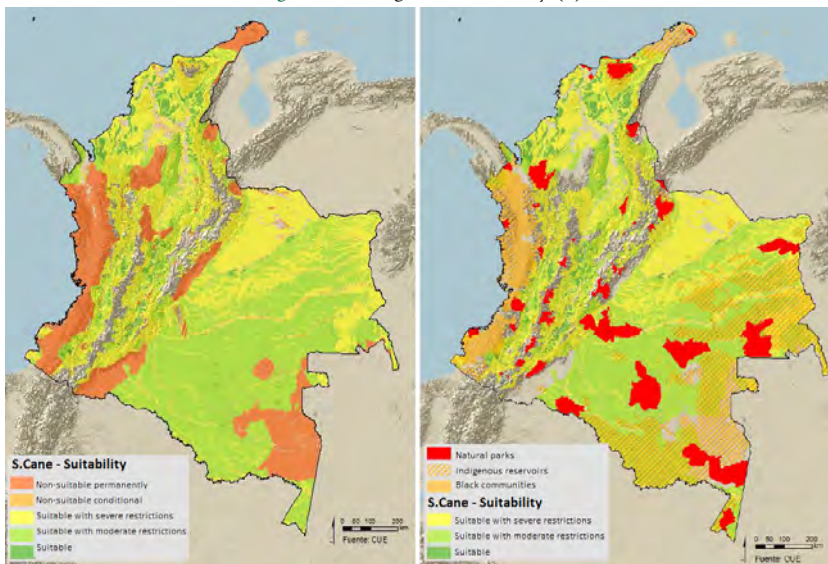 S.Cane - Suitability
Non-suitable permanently
Non-suitable conditional
Suitable with severe restrictions
Suitable with moderate restrictions
Suitable
0 50 100 200
km
Fuente: CUE
Natural parks
Indigenous reservoirs
Black communities
S.Cane - Suitability
Suitable with severe restrictions
Suitable with moderate restrictions
Suitable
0 50 100 200
km
Fuente: CUE